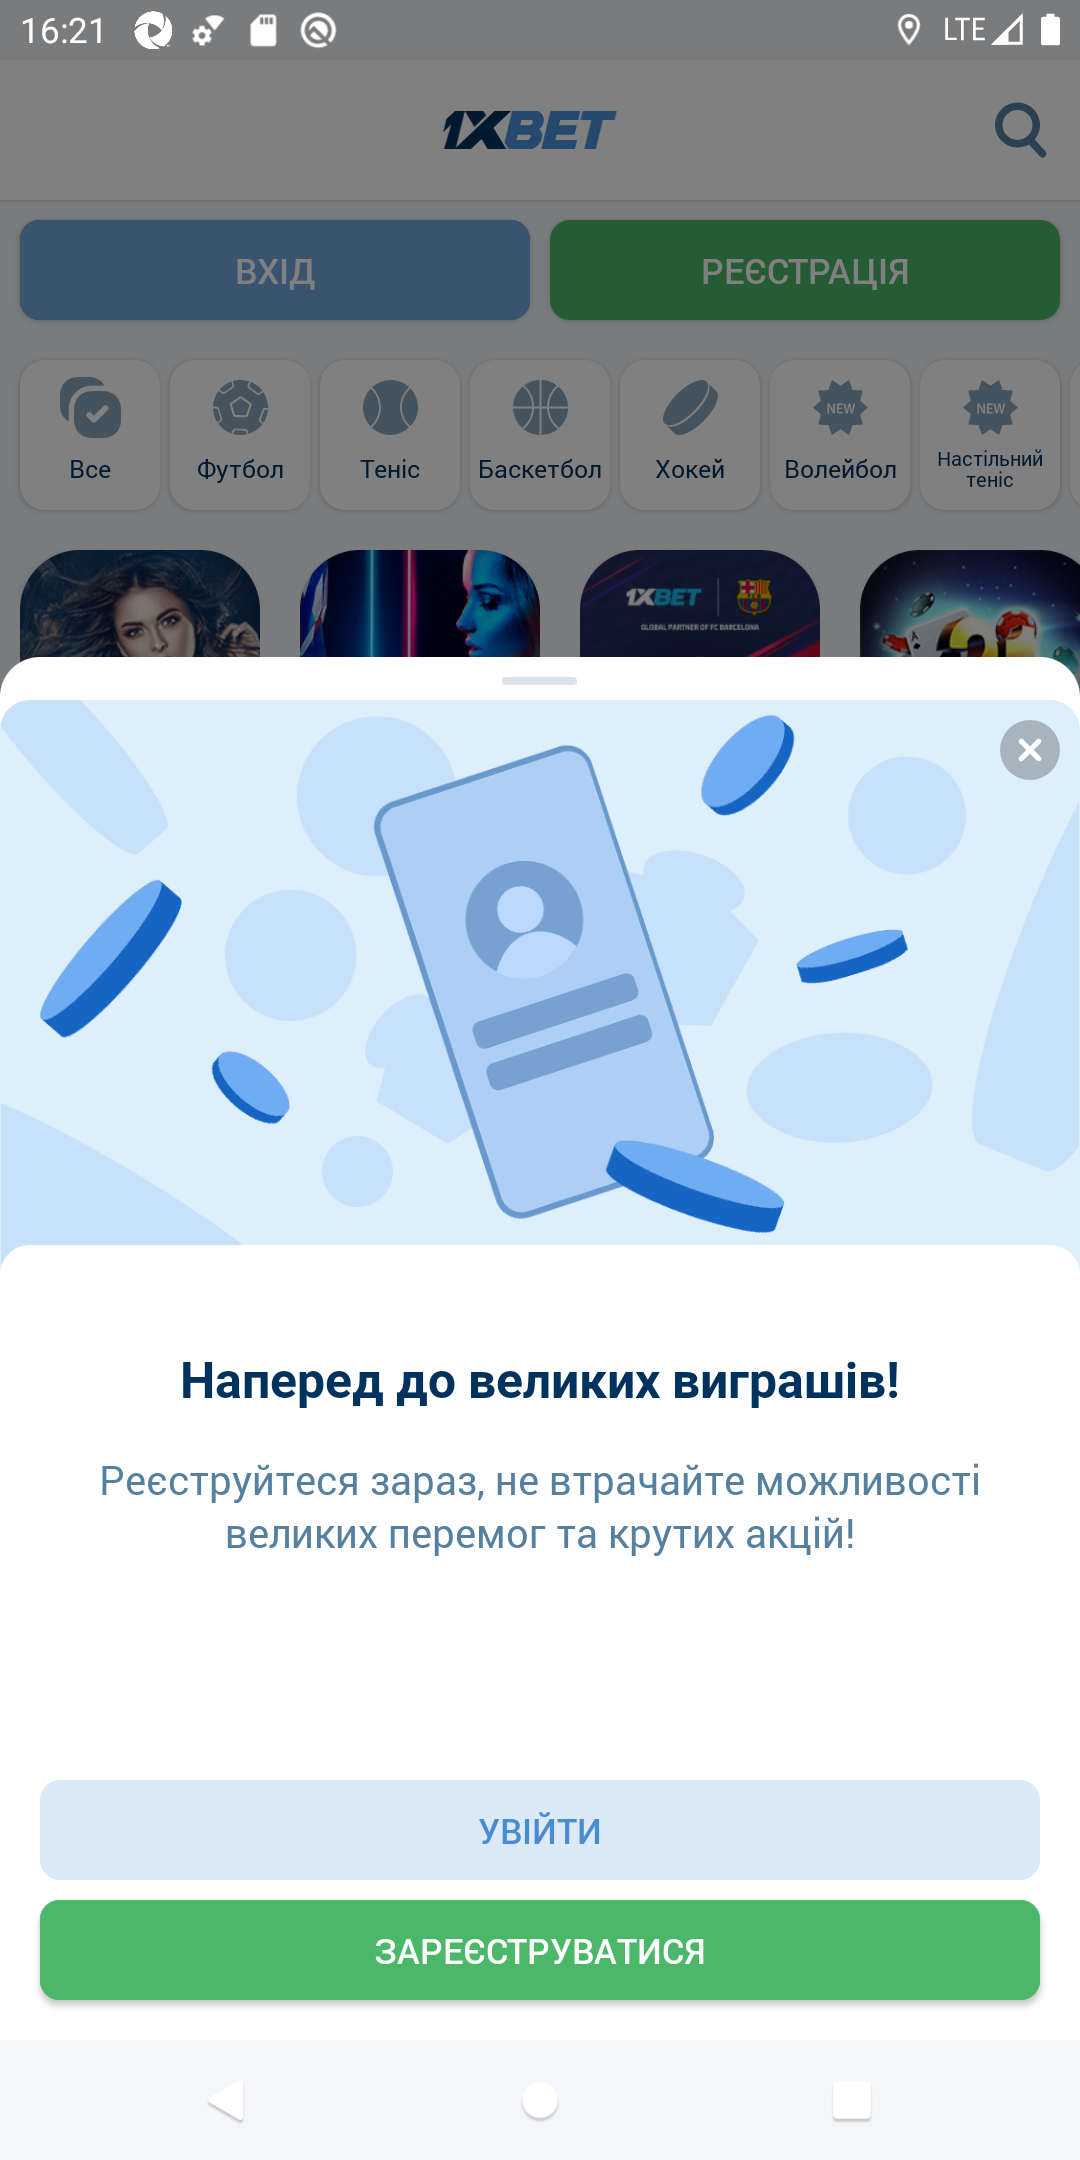 16:21
LTE
1XBET
ВХІД
РЕЄСТРАЦІЯ
Все
Футбол
Теніс
Баскетбол
Хокей
NEW
Волейбол
NEW
Настільний
теніс
1XBET
GLOBAL PARTNER OF FC BARCELONA
Наперед до великих виграшів!
Реєструйтеся зараз, не втрачайте можливості
великих перемог та крутих акцій!
УВІЙТИ
ЗАРЕЄСТРУВАТИСЯ